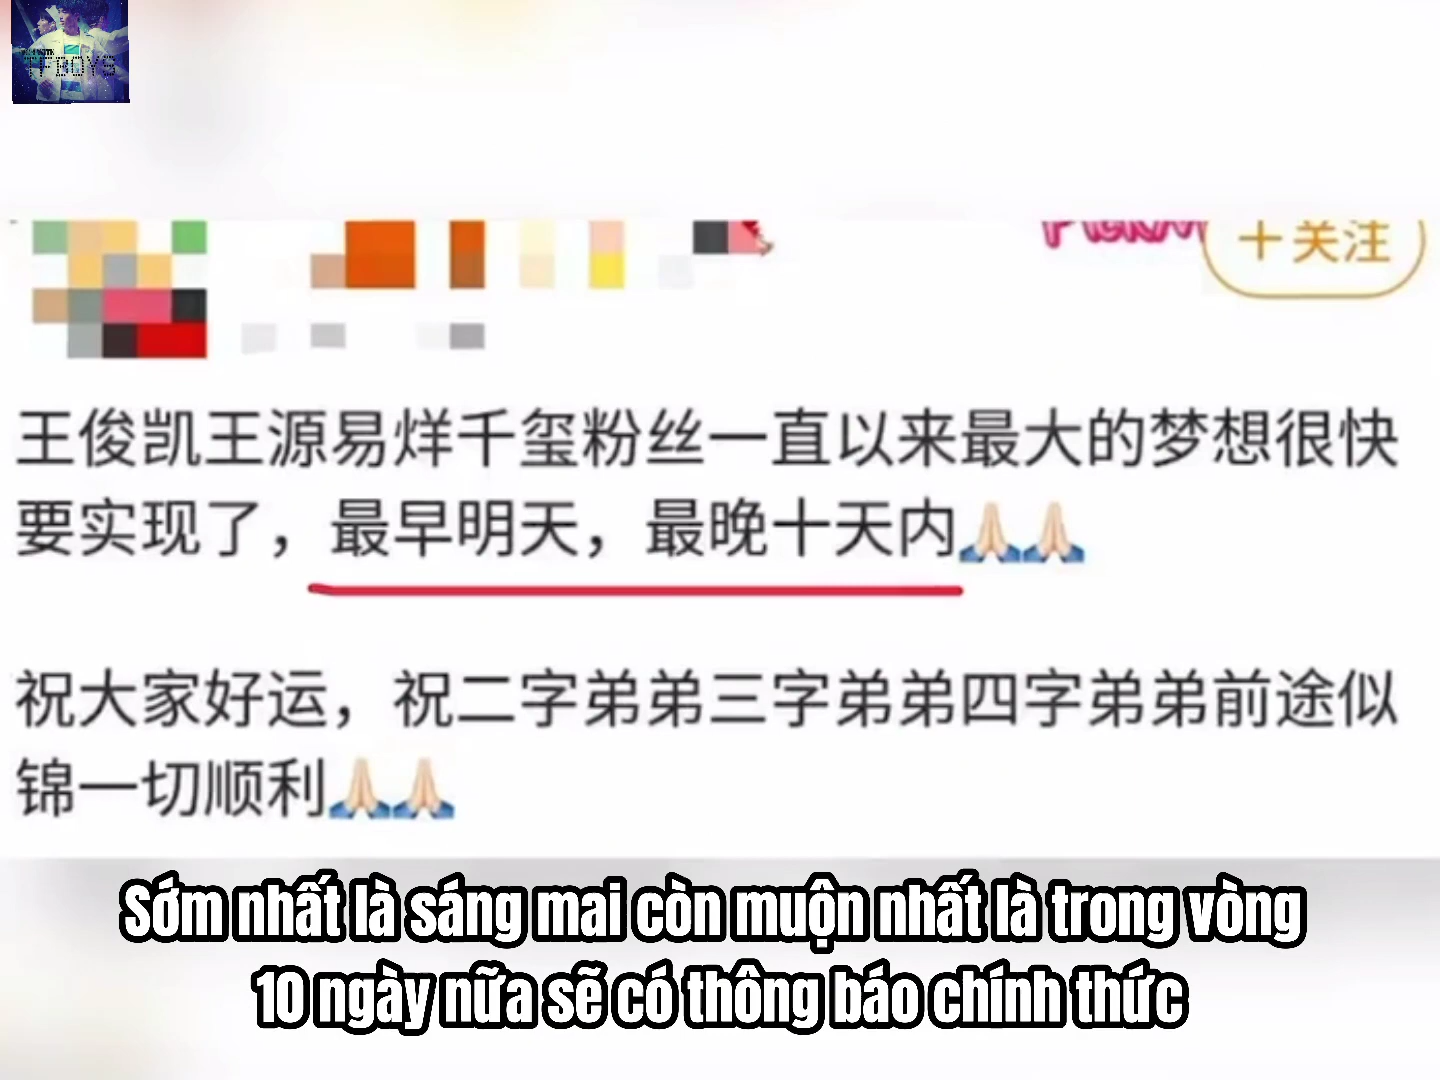 TFBOYS
+关注
王俊凯王源易烊千玺粉丝一直以来最大的梦想很快
要实现了，最早明天，最晚十天内🙏🏻🙏🏻
祝大家好运，祝二字弟弟三字弟弟四字弟弟前途似
锦一切顺利🙏🏻🙏🏻
Sớm nhất là sáng mai còn muộn nhất là trong vòng
10 ngày nữa sẽ có thông báo chính thức